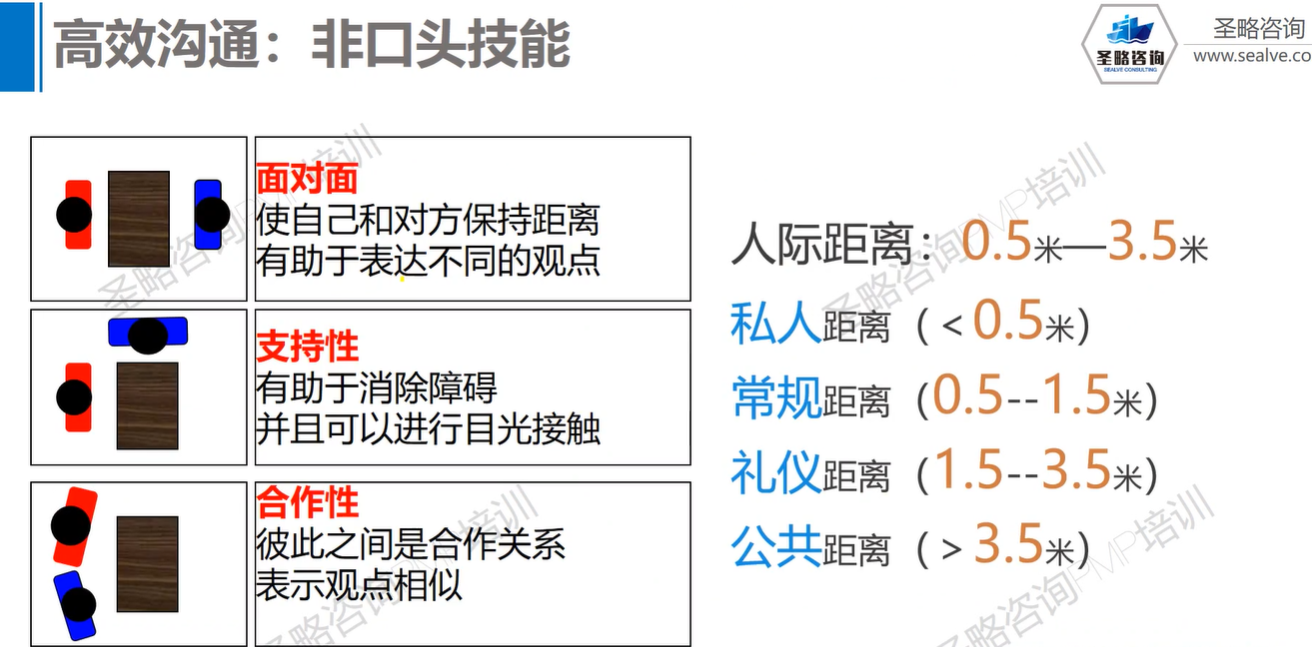 高效沟通：非口头技能
圣略咨询
SEALVE CONSULTING
圣略咨询
www.sealve.co
面对面
使自己和对方保持距离
有助于表达不同的观点
支持性
有助于消除障碍
并且可以进行目光接触
合作性
彼此之间是合作关系
表示观点相似
人际距离：0.5米—3.5米
私人距离（<0.5米）
常规距离（0.5--1.5米）
礼仪距离（1.5--3.5米）
公共距离（>3.5米）
圣略咨询PMP培训
圣略咨询PMP培训
圣略咨询PMP培训
圣略咨询PMP培训